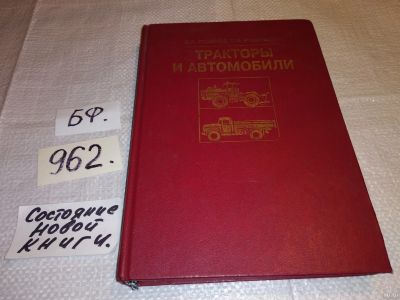 ТРАКТОРЫ
И АВТОМОБИЛИ
БФ.
962.
Состояние
новой
книги.